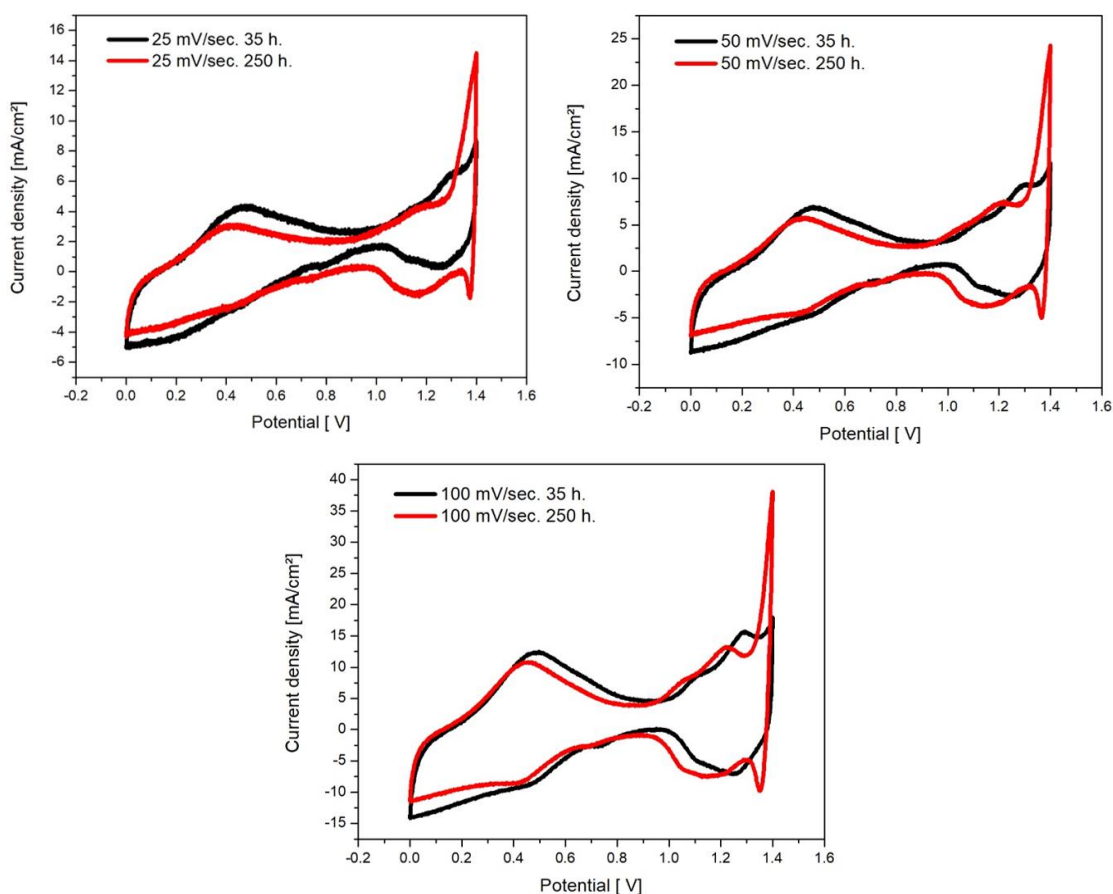 25 mV/sec. 35 h.
25 mV/sec. 250 h.
16
14
12
10
8
6
4
2
0
-2
-4
-6
Current density [mA/cm²]
-0.2 0.0 0.2 0.4 0.6 0.8 1.0 1.2 1.4 1.6
Potential [ V]
50 mV/sec. 35 h.
50 mV/sec. 250 h.
25
20
15
10
5
0
-5
-10
Current density [mA/cm²]
-0.2 0.0 0.2 0.4 0.6 0.8 1.0 1.2 1.4 1.6
Potential [ V]
100 mV/sec. 35 h.
100 mV/sec. 250 h.
40
35
30
25
20
15
10
5
0
-5
-10
-15
Current density [mA/cm²]
-0.2 0.0 0.2 0.4 0.6 0.8 1.0 1.2 1.4 1.6
Potential [ V]